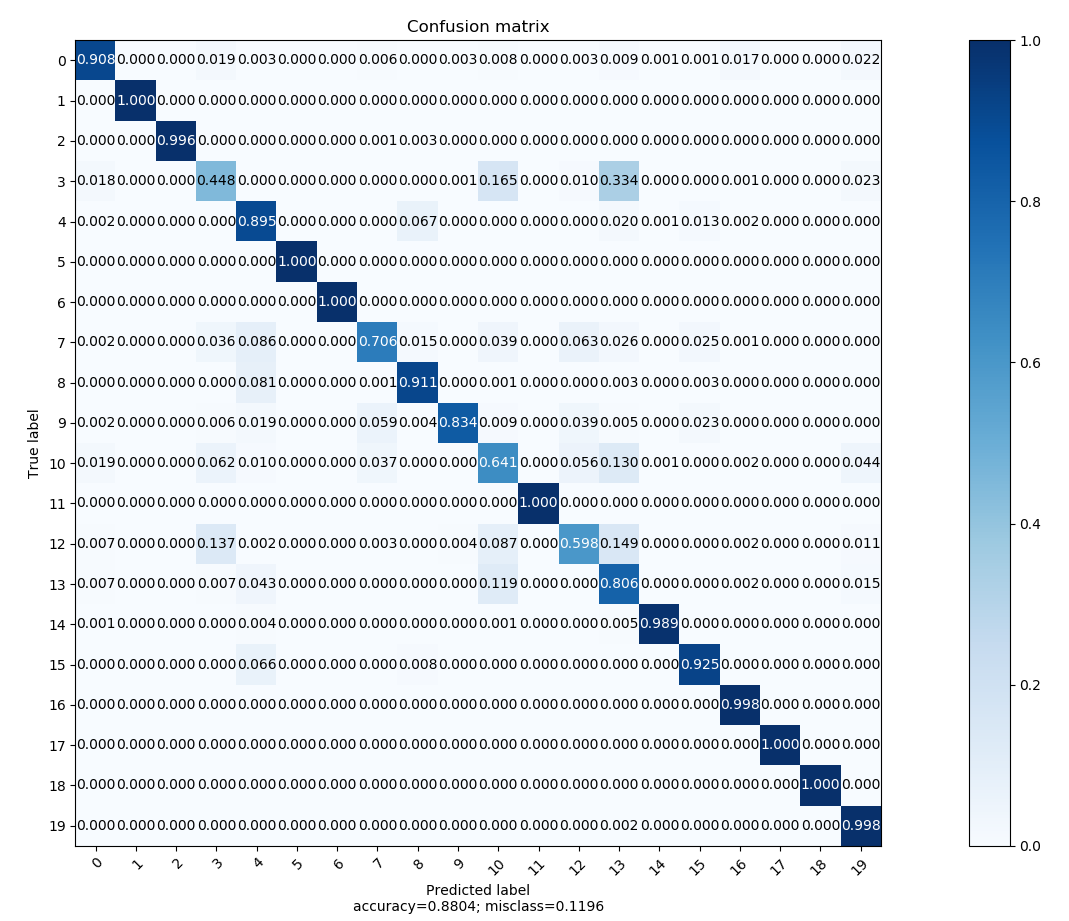 Confusion matrix
0 0.908 0.000 0.000 0.019 0.003 0.000 0.000 0.006 0.000 0.003 0.008 0.000 0.003 0.009 0.001 0.001 0.017 0.000 0.000 0.022
1 0.000 1.000 0.000 0.000 0.000 0.000 0.000 0.000 0.000 0.000 0.000 0.000 0.000 0.000 0.000 0.000 0.000 0.000 0.000 0.000
2 0.000 0.000 0.996 0.000 0.000 0.000 0.000 0.001 0.003 0.000 0.000 0.000 0.000 0.000 0.000 0.000 0.000 0.000 0.000 0.000
3 0.018 0.000 0.000 0.448 0.000 0.000 0.001 0.000 0.000 0.001 0.165 0.000 0.010 0.334 0.000 0.000 0.001 0.000 0.000 0.023
4 0.002 0.000 0.000 0.000 0.895 0.000 0.000 0.000 0.067 0.000 0.000 0.000 0.000 0.020 0.001 0.013 0.002 0.000 0.000 0.000
5 0.000 0.000 0.000 0.000 0.000 1.000 0.000 0.000 0.000 0.000 0.000 0.000 0.000 0.000 0.000 0.000 0.000 0.000 0.000 0.000
6 0.000 0.000 0.000 0.000 0.000 0.000 1.000 0.000 0.000 0.000 0.000 0.000 0.000 0.000 0.000 0.000 0.000 0.000 0.000 0.000
7 0.002 0.000 0.000 0.036 0.086 0.000 0.000 0.706 0.015 0.000 0.039 0.000 0.063 0.026 0.000 0.025 0.001 0.000 0.000 0.000
8 0.000 0.000 0.000 0.000 0.081 0.000 0.000 0.001 0.911 0.000 0.001 0.000 0.000 0.003 0.000 0.003 0.000 0.000 0.000 0.000
9 0.002 0.000 0.000 0.006 0.019 0.000 0.000 0.059 0.004 0.834 0.009 0.000 0.039 0.005 0.000 0.023 0.000 0.000 0.000 0.000
10 0.019 0.000 0.000 0.062 0.010 0.000 0.000 0.037 0.000 0.000 0.641 0.000 0.056 0.130 0.001 0.000 0.002 0.000 0.000 0.044
11 0.000 0.000 0.000 0.000 0.000 0.000 0.000 0.000 0.000 0.000 0.000 1.000 0.000 0.000 0.000 0.000 0.000 0.000 0.000 0.000
12 0.007 0.000 0.000 0.137 0.002 0.000 0.000 0.003 0.000 0.004 0.087 0.000 0.598 0.149 0.000 0.000 0.002 0.000 0.000 0.011
13 0.007 0.000 0.000 0.007 0.043 0.000 0.000 0.000 0.000 0.000 0.119 0.000 0.000 0.806 0.000 0.000 0.002 0.000 0.000 0.015
14 0.001 0.000 0.000 0.000 0.004 0.000 0.000 0.000 0.000 0.000 0.001 0.000 0.000 0.005 0.989 0.000 0.000 0.000 0.000 0.000
15 0.000 0.000 0.000 0.000 0.066 0.000 0.000 0.000 0.008 0.000 0.000 0.000 0.000 0.000 0.000 0.925 0.000 0.000 0.000 0.000
16 0.000 0.000 0.000 0.000 0.000 0.000 0.000 0.000 0.000 0.000 0.000 0.000 0.000 0.000 0.000 0.000 0.998 0.000 0.000 0.000
17 0.000 0.000 0.000 0.000 0.000 0.000 0.000 0.000 0.000 0.000 0.000 0.000 0.000 0.000 0.000 0.000 0.000 1.000 0.000 0.000
18 0.000 0.000 0.000 0.000 0.000 0.000 0.000 0.000 0.000 0.000 0.000 0.000 0.000 0.000 0.000 0.000 0.000 0.000 1.000 0.000
19 0.000 0.000 0.000 0.000 0.000 0.000 0.000 0.000 0.000 0.000 0.000 0.000 0.000 0.002 0.000 0.000 0.000 0.000 0.000 0.998
True label
0 1 2 3 4 5 6 7 8 9 10 11 12 13 14 15 16 17 18 19
Predicted label
accuracy=0.8804; misclass=0.1196
1.0
0.8
0.6
0.4
0.2
0.0